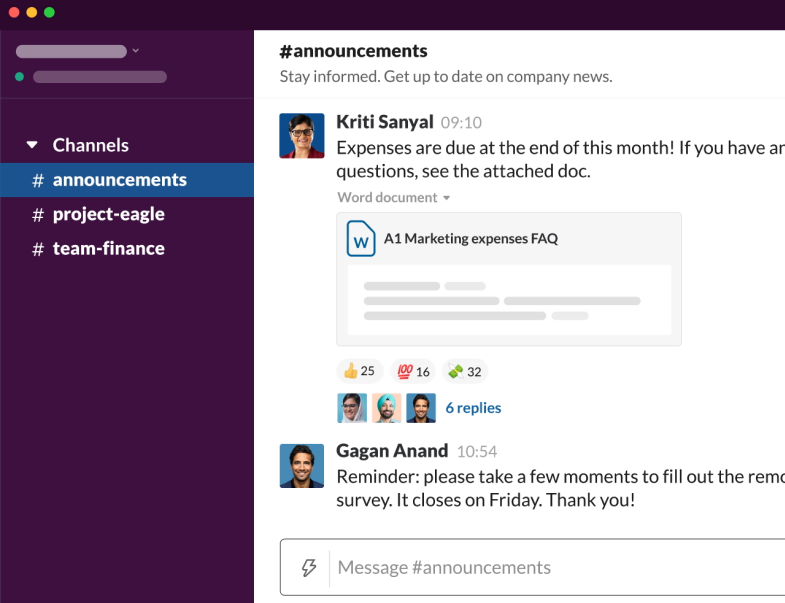 #announcements
Stay informed. Get up to date on company news.
Channels
# announcements
# project-eagle
# team-finance
Kriti Sanyal 09:10
Expenses are due at the end of this month! If you have
questions, see the attached doc.
Word document
W
A1 Marketing expenses FAQ
25
100 16
32
6 replies
Gagan Anand 10:54
Reminder: please take a few moments to fill out the
survey. It closes on Friday. Thank you!
Message #announcements